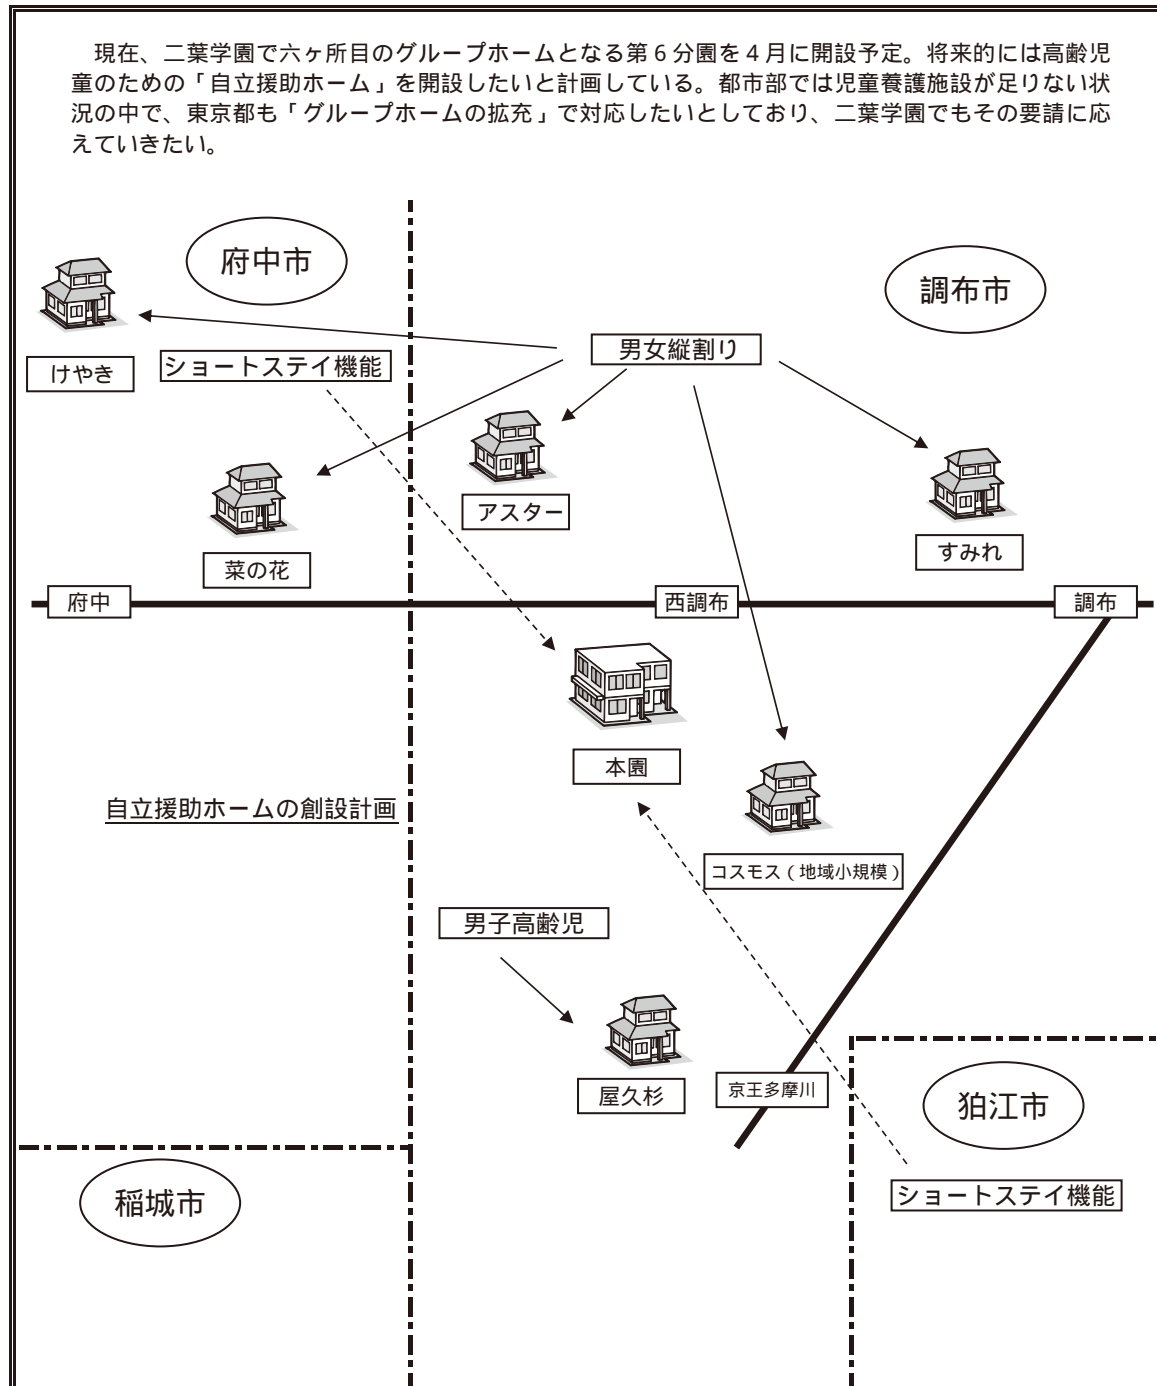 現在、二葉学園で六ヶ所目のグループホームとなる第６分園を４月に開設予定。将来的には高齢児
童のための「自立援助ホーム」を開設したいと計画している。都市部では児童養護施設が足りない状
況の中で、東京都も「グループホームの拡充」で対応したいとしており、二葉学園でもその要請に応
えていきたい。
府中市
調布市
男女縦割り
ショートステイ機能
けやき
アスター
すみれ
菜の花
府中
西調布
調布
本園
自立援助ホームの創設計画
コスモス（地域小規模）
男子高齢児
屋久杉
京王多摩川
狛江市
稲城市
ショートステイ機能